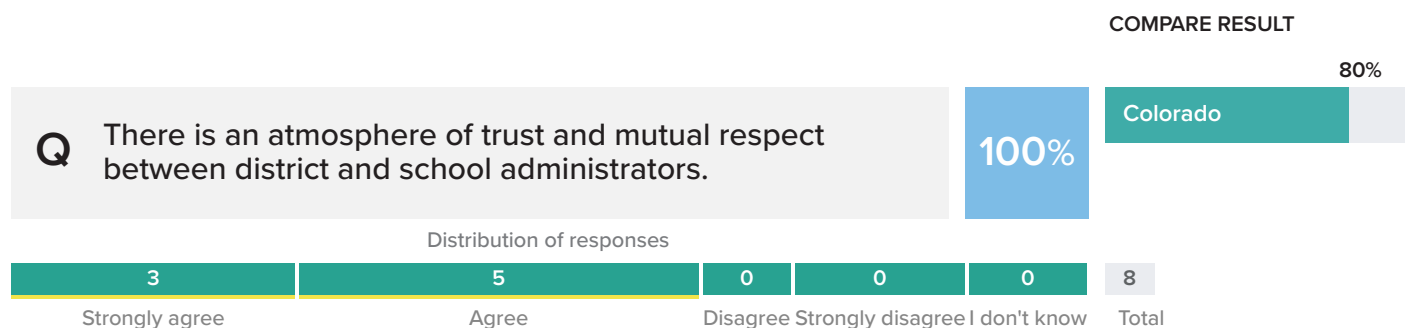 COMPARE RESULT
80%
Q There is an atmosphere of trust and mutual respect
between district and school administrators.
100%
Colorado
Distribution of responses
3 5 0 0 0 8
Strongly agree Agree Disagree Strongly disagree I don't know Total